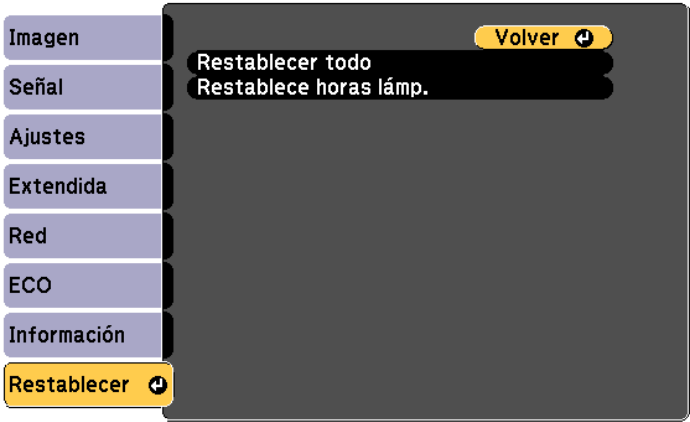 Imagen
Señal
Ajustes
Extendida
Red
ECO
Información
Restablecer
Volver
Restablecer todo
Restablece horas lámp.